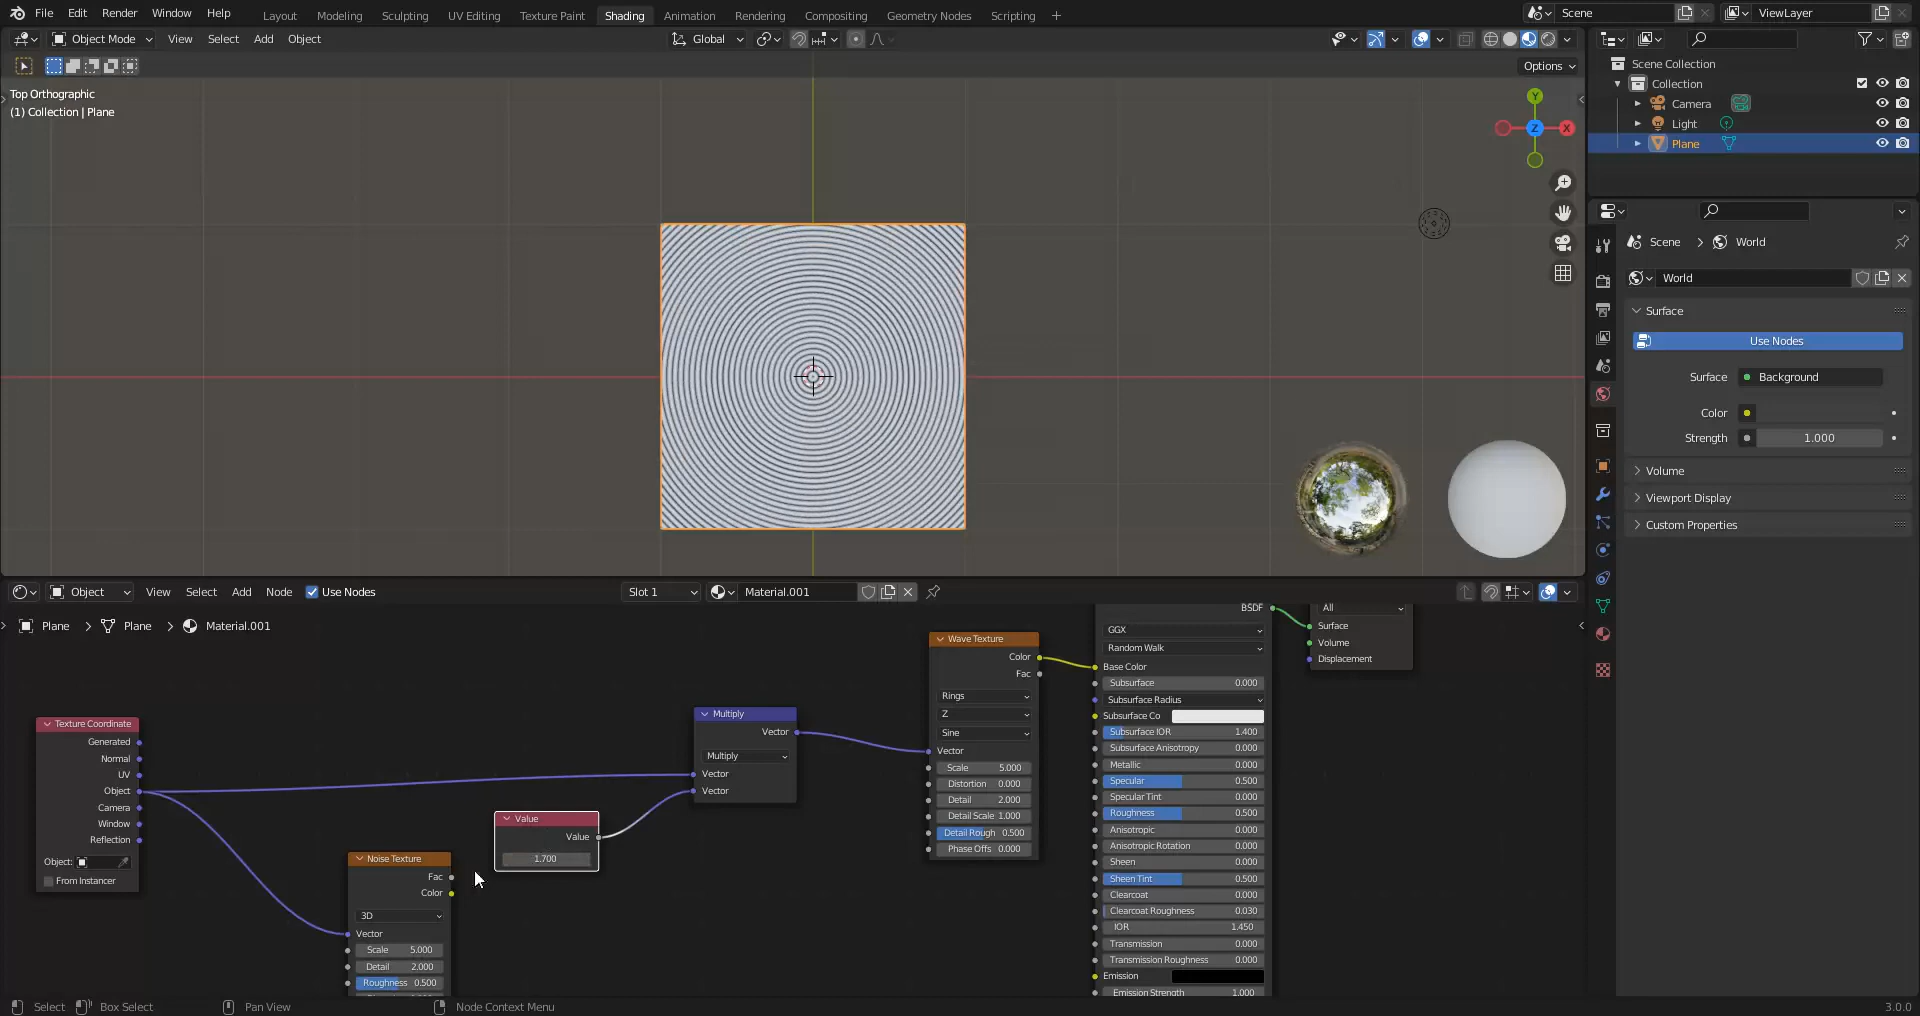 File Edit Render Window Help Layout Modeling Sculpting UV Editing Texture Paint Shading Animation Rendering Compositing Geometry Nodes Scripting + Scene ViewLayer
Object Mode View Select Add Object Global
Options
Top Orthographic
(1) Collection | Plane
Y
X
Z
Scene Collection
Collection
Camera
Light
Plane
Scene > World
World
Surface
Use Nodes
Surface Background
Color
Strength 1.000
Volume
Viewport Display
Custom Properties
Object View Select Add Node Use Nodes Slot 1 Material.001
Plane > Plane > Material.001
Texture Coordinate
Generated
Normal
UV
Object
Camera
Window
Reflection
Object:
From Instancer
Noise Texture
Fac
Color
3D
Vector
Scale 5.000
Detail 2.000
Roughness 0.500
Value
Value
1.700
Multiply
Vector
Multiply
Vector
Vector
Wave Texture
Color
Fac
Rings
Z
Sine
Vector
Scale 5.000
Distortion 0.000
Detail 2.000
Detail Scale 1.000
Detail Rough 0.500
Phase Offs 0.000
BSDF
GGX
Random Walk
Base Color
Subsurface 0.000
Subsurface Radius
Subsurface Co
Subsurface IOR 1.400
Subsurface Anisotropy 0.000
Metallic 0.000
Specular 0.500
Specular Tint 0.000
Roughness 0.500
Anisotropic 0.000
Anisotropic Rotation 0.000
Sheen 0.000
Sheen Tint 0.500
Clearcoat 0.000
Clearcoat Roughness 0.030
IOR 1.450
Transmission 0.000
Transmission Roughness 0.000
Emission
Emission Strength 1.000
All
Surface
Volume
Displacement
Select Box Select Pan View Node Context Menu 3.0.0